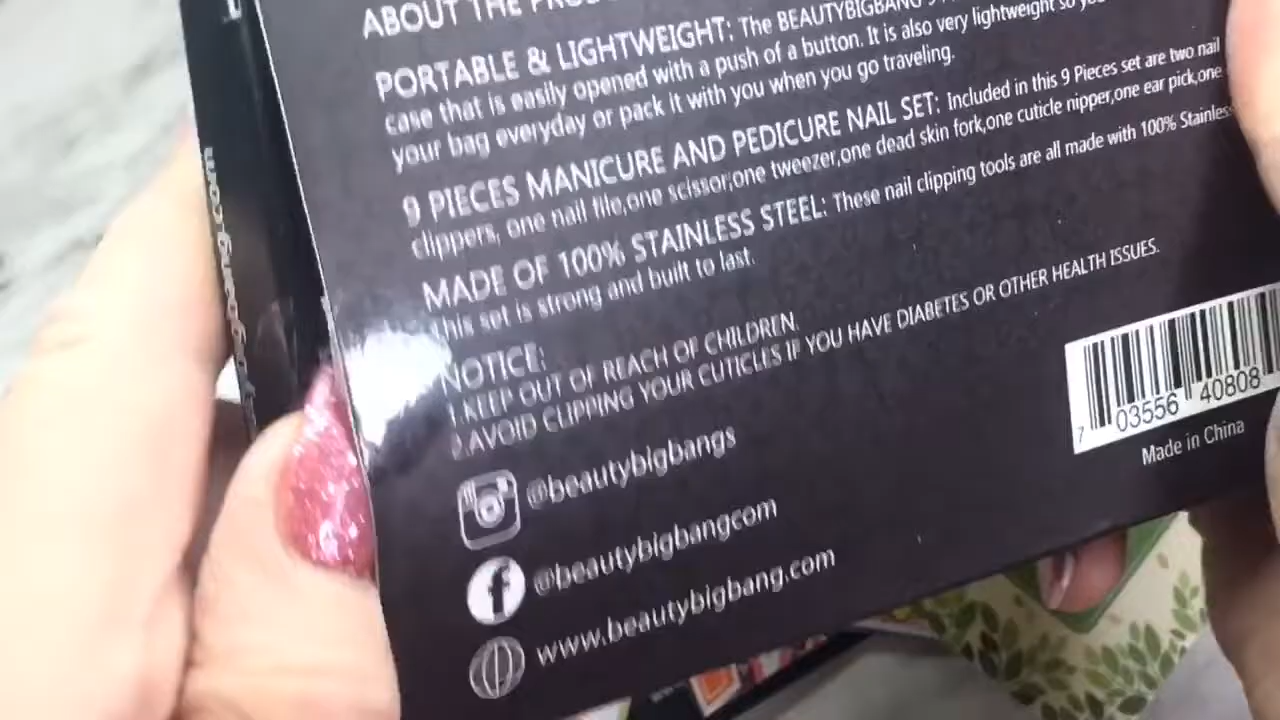 ABOUT THE
PORTABLE & LIGHTWEIGHT: The BEAUTYBIGBANG
case that is easily opened with a push of a button. It is also very lightweight so
your bag everyday or pack it with you when you go traveling.
9 PIECES MANICURE AND PEDICURE NAIL SET: Included in this 9 Pieces set are two nail
clippers, one nail file,one scissor,one tweezer,one dead skin fork,one cuticle nipper,one ear pick,one
MADE OF 100% STAINLESS STEEL: These nail clipping tools are all made with 100%
This set is strong and built to last.
NOTICE:
1.KEEP OUT OF REACH OF CHILDREN.
2.AVOID CLIPPING YOUR CUTICLES IF YOU HAVE DIABETES OR OTHER HEALTH ISSUES.
7 03556 40808
Made in China
@beautybigbangs
@beautybigbangcom
www.beautybigbang.com